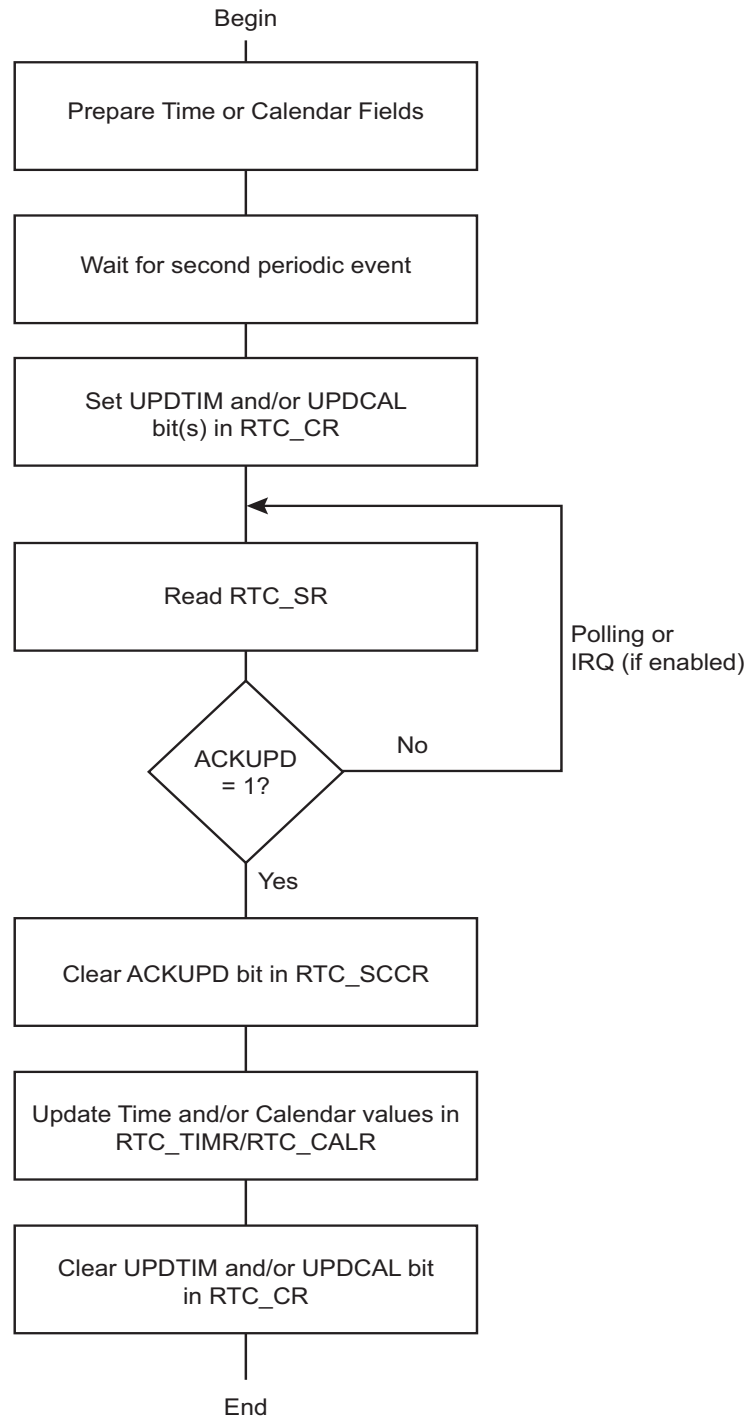 Begin
Prepare Time or Calendar Fields
Wait for second periodic event
Set UPDTIM and/or UPDCAL
bit(s) in RTC_CR
Read RTC_SR
Polling or
IRQ (if enabled)
ACKUPD
= 1?
No
Yes
Clear ACKUPD bit in RTC_SCCR
Update Time and/or Calendar values in
RTC_TIMR/RTC_CALR
Clear UPDTIM and/or UPDCAL bit
in RTC_CR
End